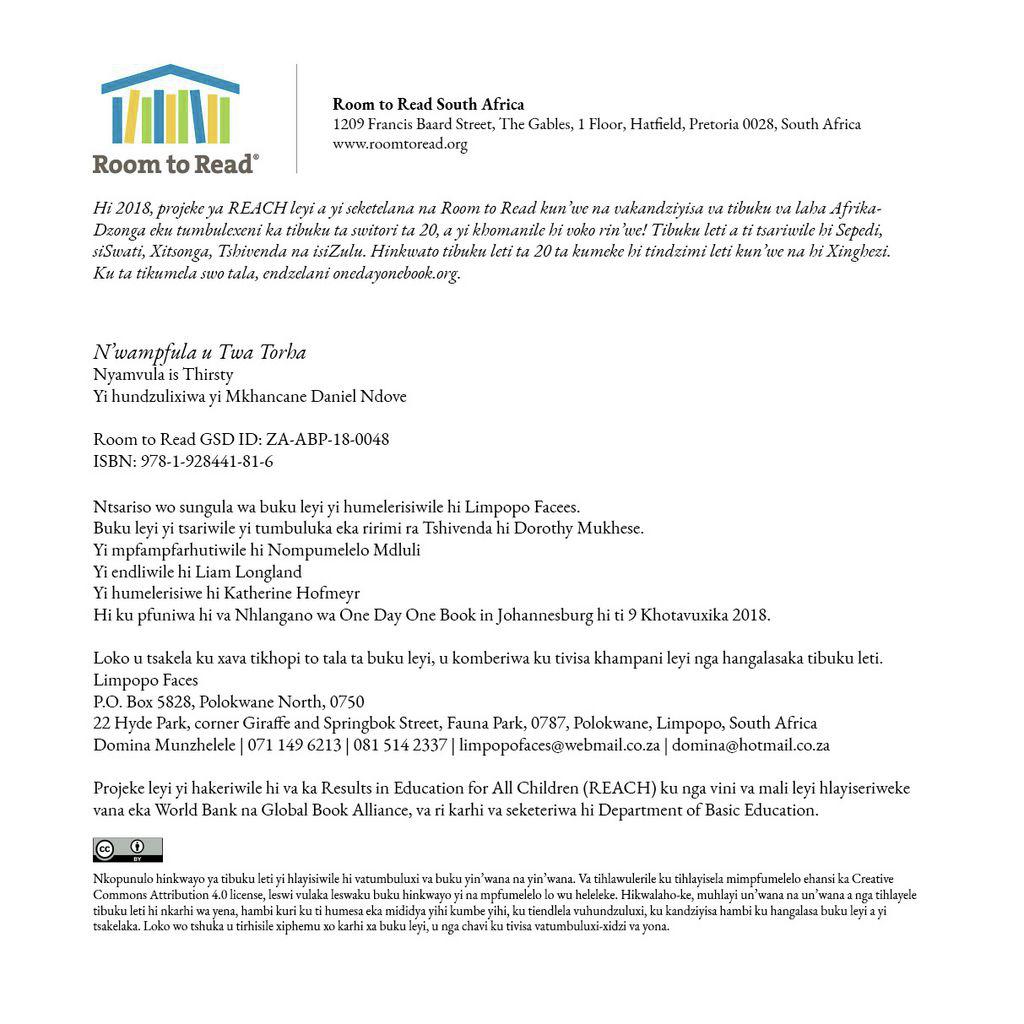 Room to Read®
Room to Read South Africa
1209 Francis Baard Street, The Gables, 1 Floor, Hatfield, Pretoria 0028, South Africa
www.roomtoread.org
Hi 2018, projeke ya REACH leyi a yi seketelana na Room to Read kun’we na vakandziyisa va tibuku va laha Afrika-
Dzonga eku tumbulexeni ka tibuku ta switori ta 20, a yi khomanile hi voko rin’we! Tibuku leti a ti tsariwile hi Sepedi,
siSwati, Xitsonga, Tshivenda na isiZulu. Hinkwato tibuku leti ta 20 ta kumeke hi tindzimi leti kun’we na hi Xinghezi.
Ku ta tikumela swo tala, endzelani onedayonebook.org.
N’wampfula u Twa Torha
Nyamvula is Thirsty
Yi hundzulixiwa yi Mkhancane Daniel Ndove
Room to Read GSD ID: ZA-ABP-18-0048
ISBN: 978-1-928441-81-6
Ntsariso wo sungula wa buku leyi yi humelerisiwile hi Limpopo Facees.
Buku leyi yi tsariwile yi tumbuluka eka ririmi ra Tshivenda hi Dorothy Mukhese.
Yi mpfampfarhutiwile hi Nompumelelo Mdluli
Yi endliwile hi Liam Longland
Yi humelerisiwe hi Katherine Hofmeyr
Hi ku pfuniwa hi va Nhlangano wa One Day One Book in Johannesburg hi ti 9 Khotavuxika 2018.
Loko u tsakela ku xava tikhopi to tala ta buku leyi, u komberiwa ku tivisa khampani leyi nga hangalasaka tibuku leti.
Limpopo Faces
P.O. Box 5828, Polokwane North, 0750
22 Hyde Park, corner Giraffe and Springbok Street, Fauna Park, 0787, Polokwane, Limpopo, South Africa
Domina Munzhelele | 071 149 6213 | 081 514 2337 | limpopofaces@webmail.co.za | domina@hotmail.co.za
Projeke leyi yi hakeriwile hi va ka Results in Education for All Children (REACH) ku nga vini va mali leyi hlayiseriweke
vana eka World Bank na Global Book Alliance, va ri karhi va seketeriwa hi Department of Basic Education.
cc BY
Nkopunulo hinkwayo ya tibuku leti yi hlayisiwile hi vatumbuluxi va buku yin’wana na yin’wana. Va tihlawulerile ku tihlayisela mimpfumelelo ehansi ka Creative
Commons Attribution 4.0 license, leswi vulaka leswaku buku hinkwayo yi na mpfumelelo lo wu heleleke. Hikwalaho-ke, muhlayi un’wana na un’wana a nga tihlayele
tibuku leti hi nkarhi wa yena, hambi kuri ku ti humesa eka mididya yihi kumbe yihi, ku tiendlela vuhundzuluxi, ku kandziyisa hambi ku hangalasa buku leyi a yi
tsakelaka. Loko wo tshuka u tirhisile xiphemu xo karhi xa buku leyi, u nga chavi ku tivisa vatumbuluxi-xidzi va yona.